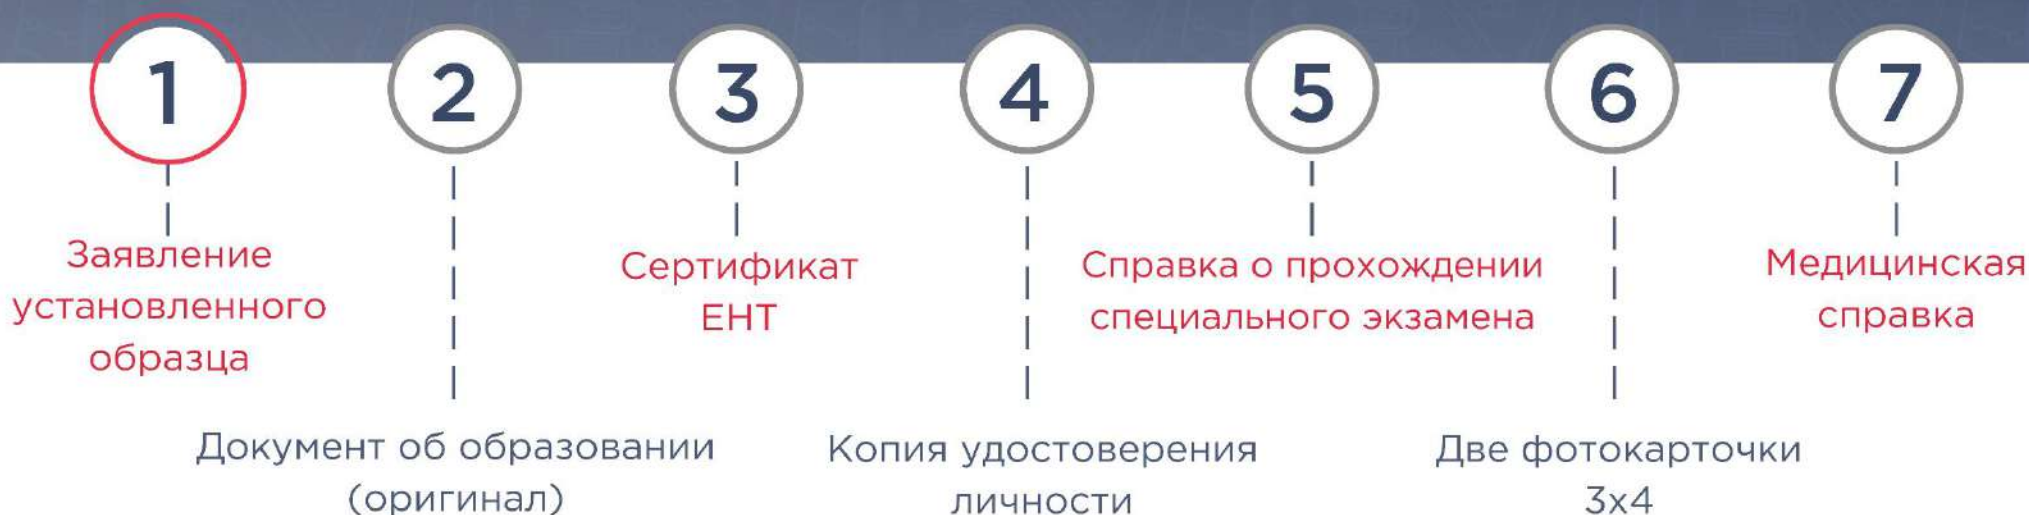 1
Заявление
установленного
образца
2
Документ об образовании
(оригинал)
3
Сертификат
ЕНТ
4
Копия удостоверения
личности
5
Справка о прохождении
специального экзамена
6
Две фотокарточки
3х4
7
Медицинская
справка